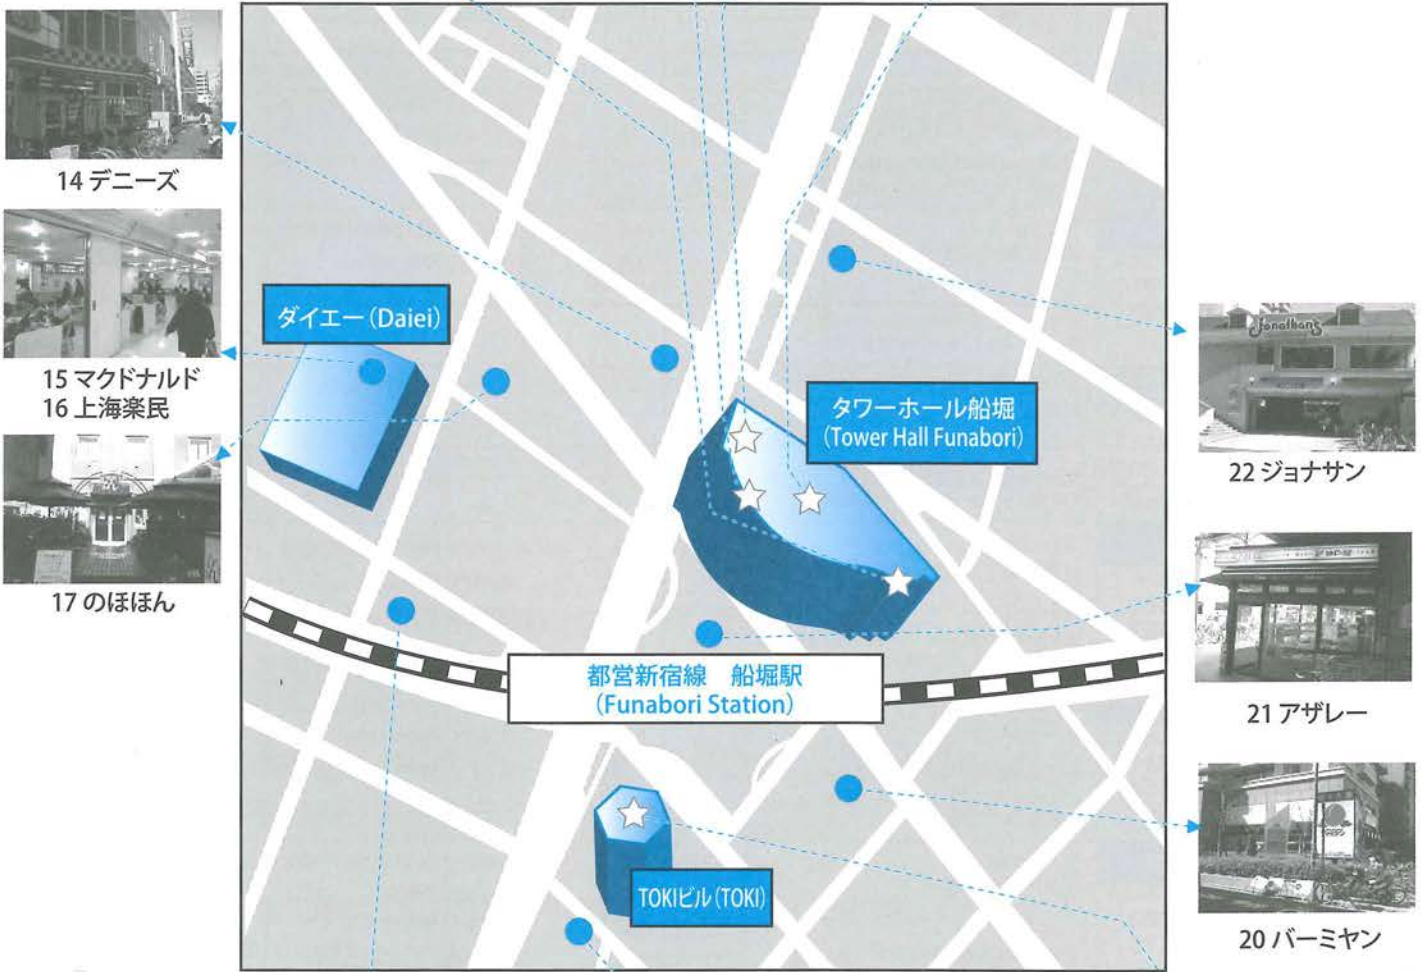 14 デニーズ
15 マクドナルド
16 上海楽民
17 のほほん
ダイエー(Daiei)
タワーホール船堀
(Tower Hall Funabori)
都営新宿線 船堀駅
(Funabori Station)
TOKIビル(TOKI)
Jonathan's
22 ジョナサン
21 アザレー
20 バーミヤン